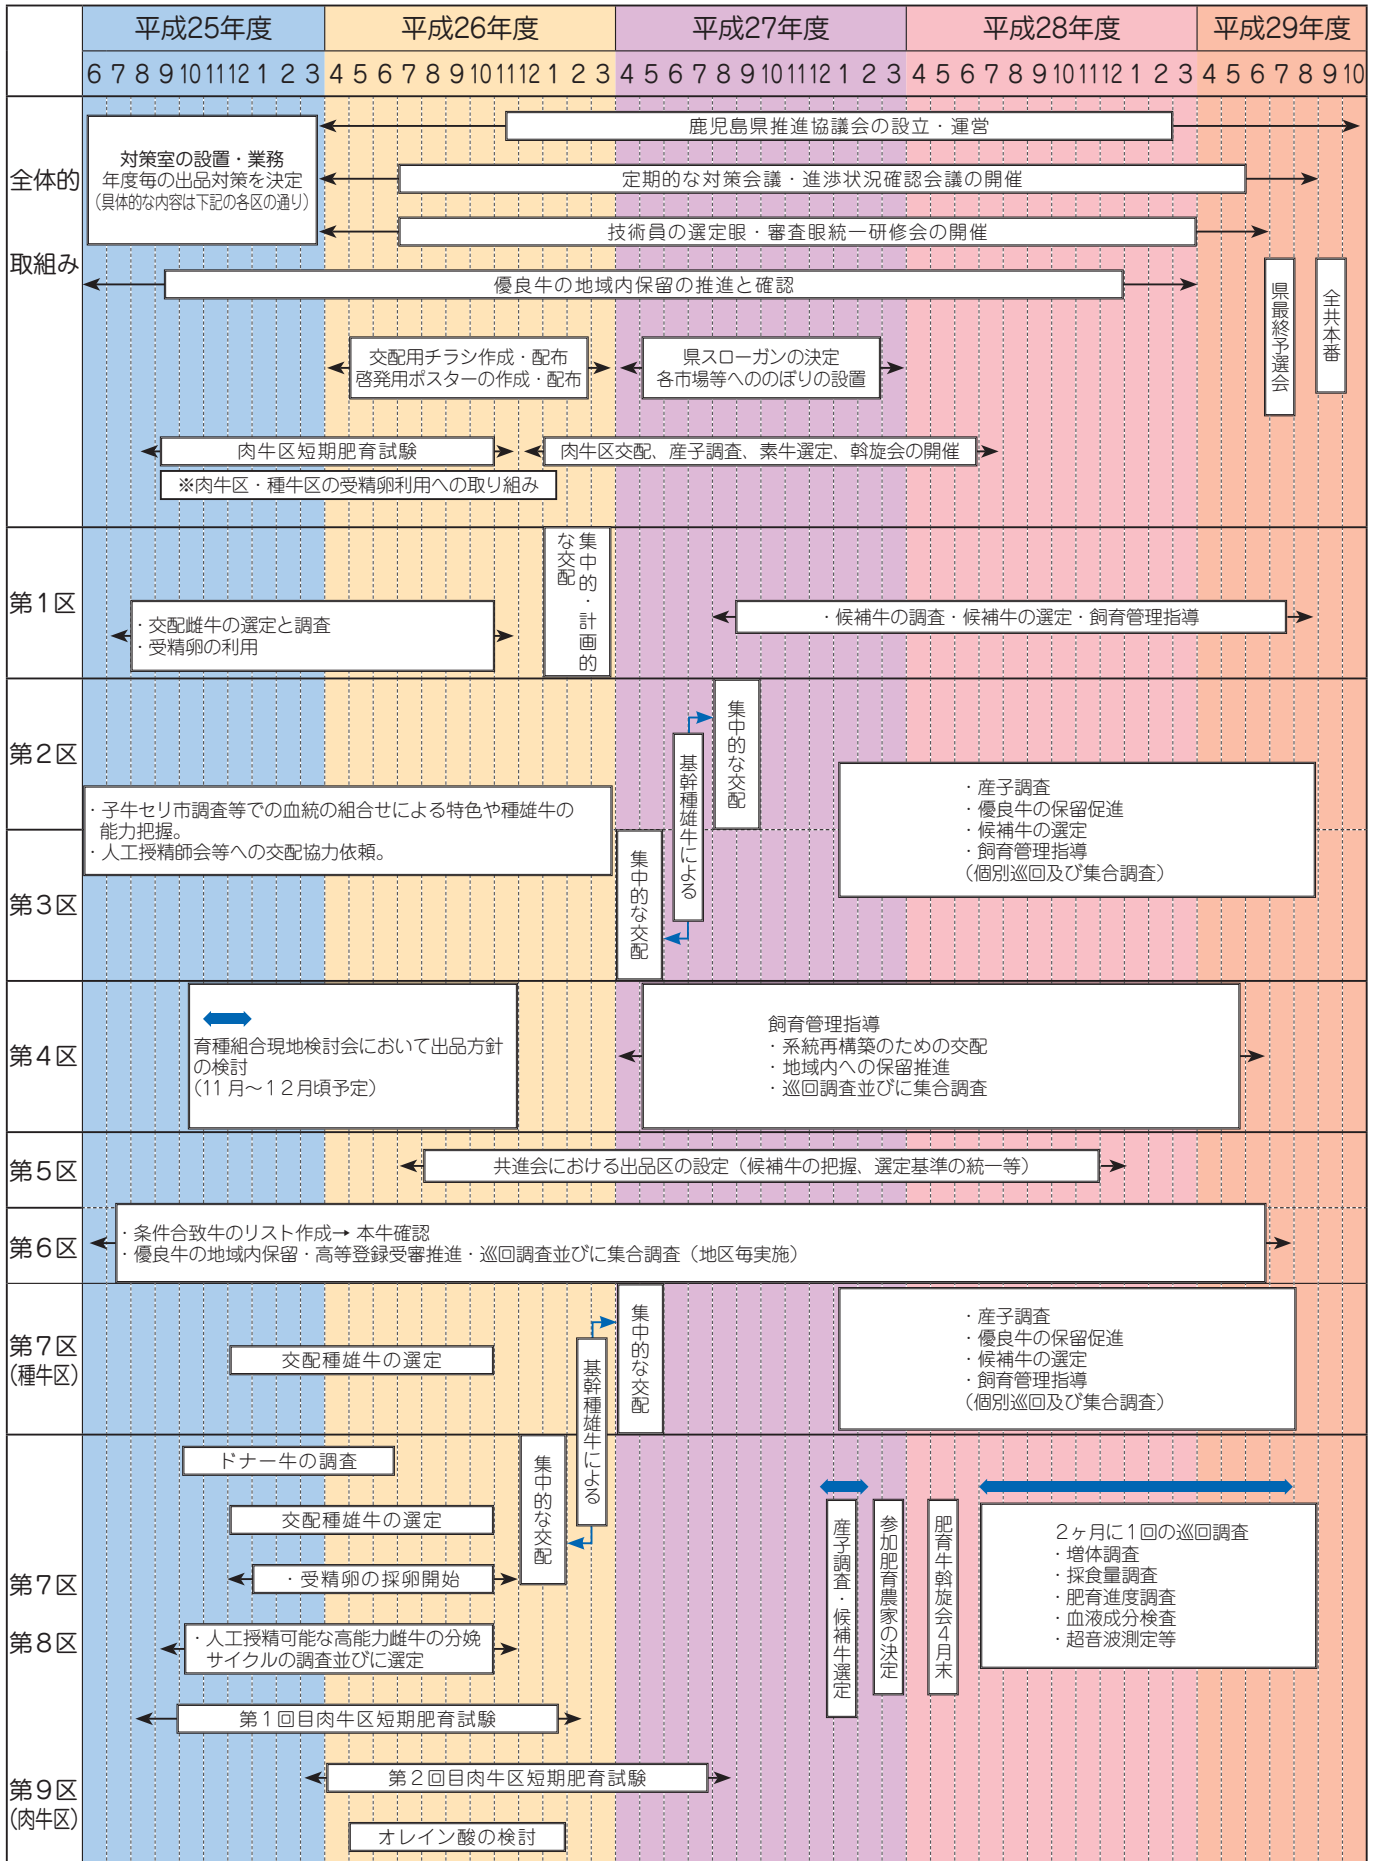 平成25年度 平成26年度 平成27年度 平成28年度 平成29年度
6 7 8 9 10 11 12 1 2 3 4 5 6 7 8 9 10 11 12 1 2 3 4 5 6 7 8 9 10 11 12 1 2 3 4 5 6 7 8 9 10 11 12 1 2 3 4 5 6 7 8 9 10
全体的
取組み
対策室の設置・業務
年度毎の出品対策を決定
(具体的な内容は下記の各区の通り)
鹿児島県推進協議会の設立・運営
定期的な対策会議・進捗状況確認会議の開催
技術員の選定眼・審査眼統一研修会の開催
優良牛の地域内保留の推進と確認
県最終予選会
全共本番
交配用チラシ作成・配布
啓発用ポスターの作成・配布
県スローガンの決定
各市場等へののぼりの設置
肉牛区短期肥育試験
肉牛区交配、産子調査、素牛選定、斡旋会の開催
※肉牛区・種牛区の受精卵利用への取り組み
第1区
・交配雌牛の選定と調査
・受精卵の利用
集中的・計画的
な交配
・候補牛の調査・候補牛の選定・飼育管理指導
第2区
第3区
・子牛セリ市調査等での血統の組合せによる特色や種雄牛の
能力把握。
・人工授精師会等への交配協力依頼。
集中的な交配
基幹種雄牛による
集中的な交配
・産子調査
・優良牛の保留促進
・候補牛の選定
・飼育管理指導
(個別巡回及び集合調査)
第4区
育種組合現地検討会において出品方針
の検討
(11月〜12月頃予定)
飼育管理指導
・系統再構築のための交配
・地域内への保留推進
・巡回調査並びに集合調査
第5区
共進会における出品区の設定(候補牛の把握、選定基準の統一等)
第6区
・条件合致牛のリスト作成→ 本牛確認
・優良牛の地域内保留・高等登録受審推進・巡回調査並びに集合調査(地区毎実施)
第7区
(種牛区)
交配種雄牛の選定
基幹種雄牛による
集中的な交配
・産子調査
・優良牛の保留促進
・候補牛の選定
・飼育管理指導
(個別巡回及び集合調査)
第7区
第8区
第9区
(肉牛区)
ドナー牛の調査
交配種雄牛の選定
・受精卵の採卵開始
・人工授精可能な高能力雌牛の分娩
サイクルの調査並びに選定
集中的な交配
第1回目肉牛区短期肥育試験
第2回目肉牛区短期肥育試験
オレイン酸の検討
産子調査・候補牛選定
参加肥育農家の決定
肥育牛斡旋会4月末
2ヶ月に1回の巡回調査
・増体調査
・採食量調査
・肥育進度調査
・血液成分検査
・超音波測定等